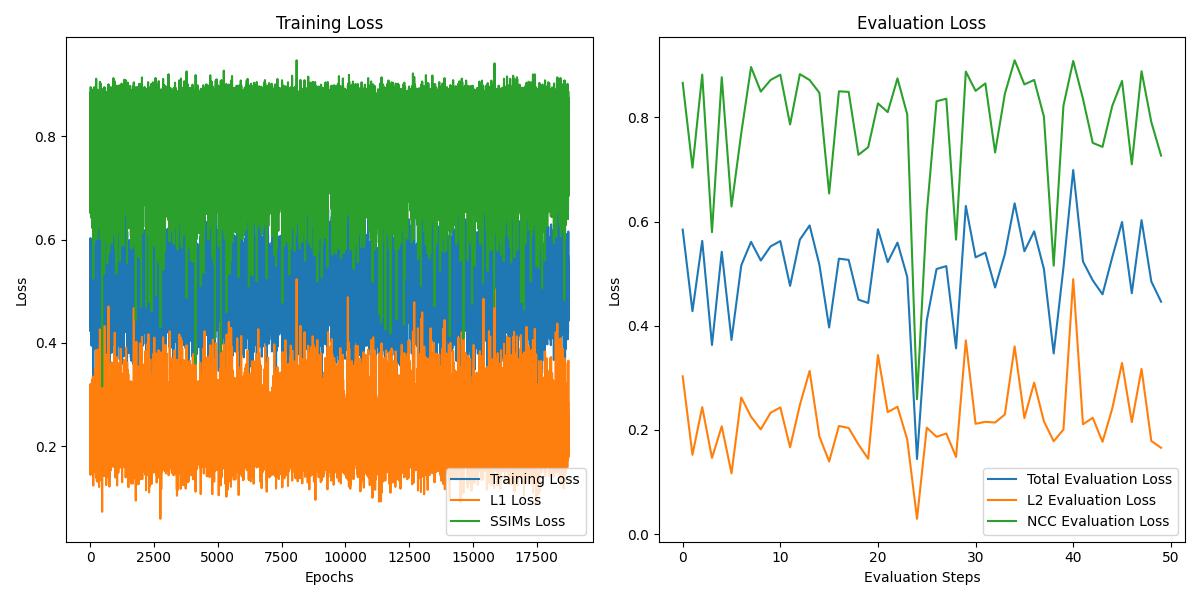 Training Loss
Loss
0.8
0.6
0.4
0.2
0
2500
5000
7500
10000
12500
15000
17500
Epochs
Training Loss
L1 Loss
SSIMs Loss
Evaluation Loss
Loss
0.8
0.6
0.4
0.2
0.0
0
10
20
30
40
50
Evaluation Steps
Total Evaluation Loss
L2 Evaluation Loss
NCC Evaluation Loss